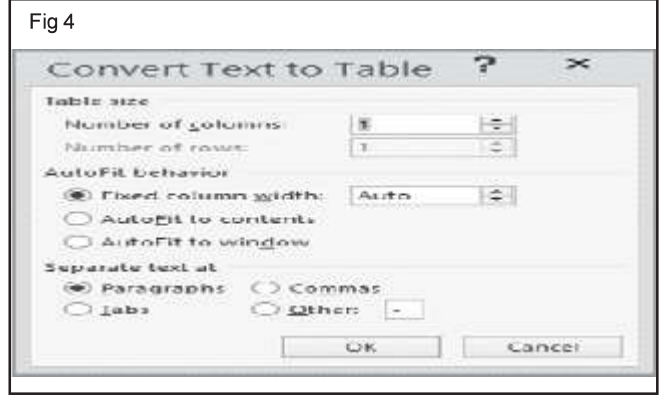 Fig 4
Convert Text to Table ? ×
Table size
Number of columns: 1
Number of rows: 1
AutoFit behavior
Fixed column width: Auto
AutoFit to contents
AutoFit to window
Separate text at
Paragraphs Commas
Tabs Other: -
OK Cancel